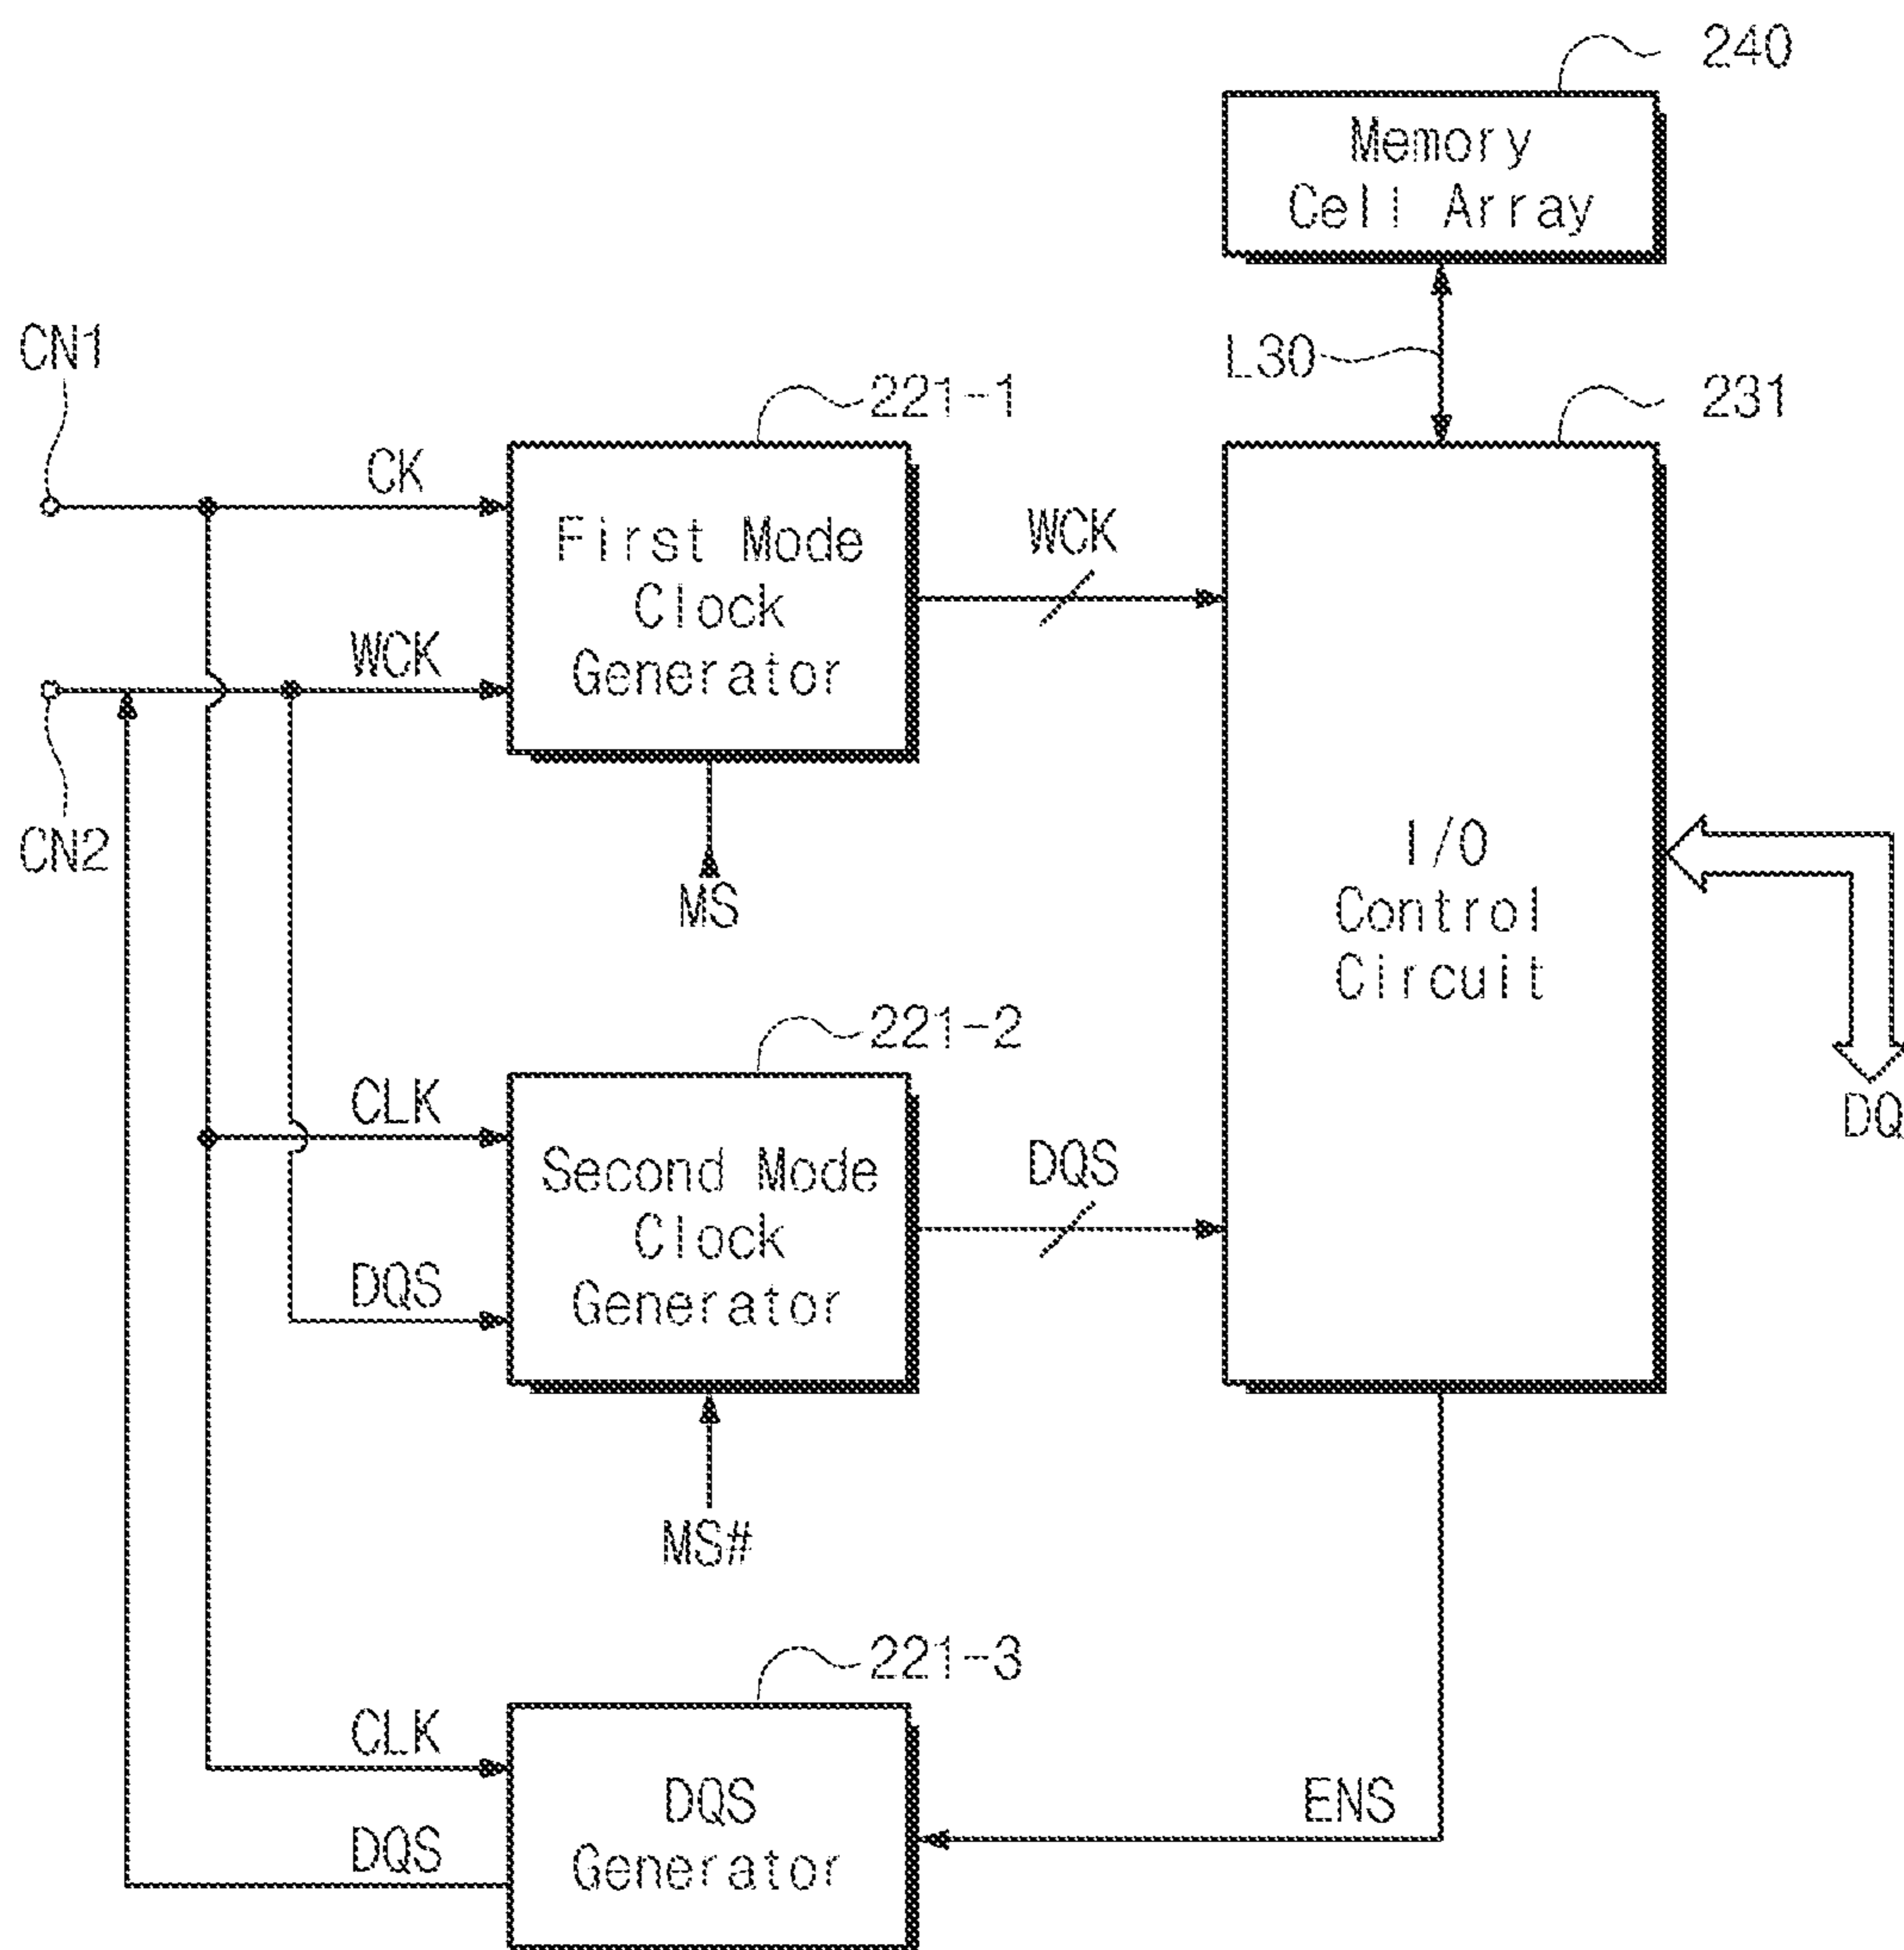 240
Memory
Cell Array
CN1
L30
221-1
231
CK
First Mode
Clock
Generator
WCK
WCK
CN2
MS
I/O
Control
Circuit
221-2
CLK
Second Mode
Clock
Generator
DQS
DQS
DQ
MS#
221-3
CLK
DQS
Generator
DQS
ENS